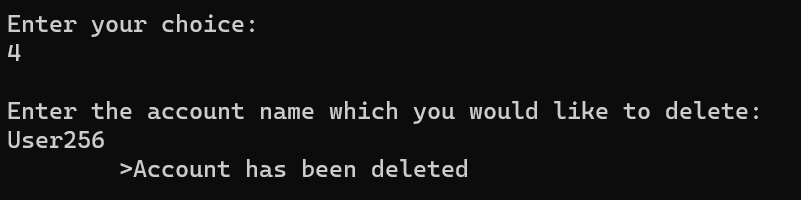 Enter your choice:
4
Enter the account name which you would like to delete:
User256
>Account has been deleted